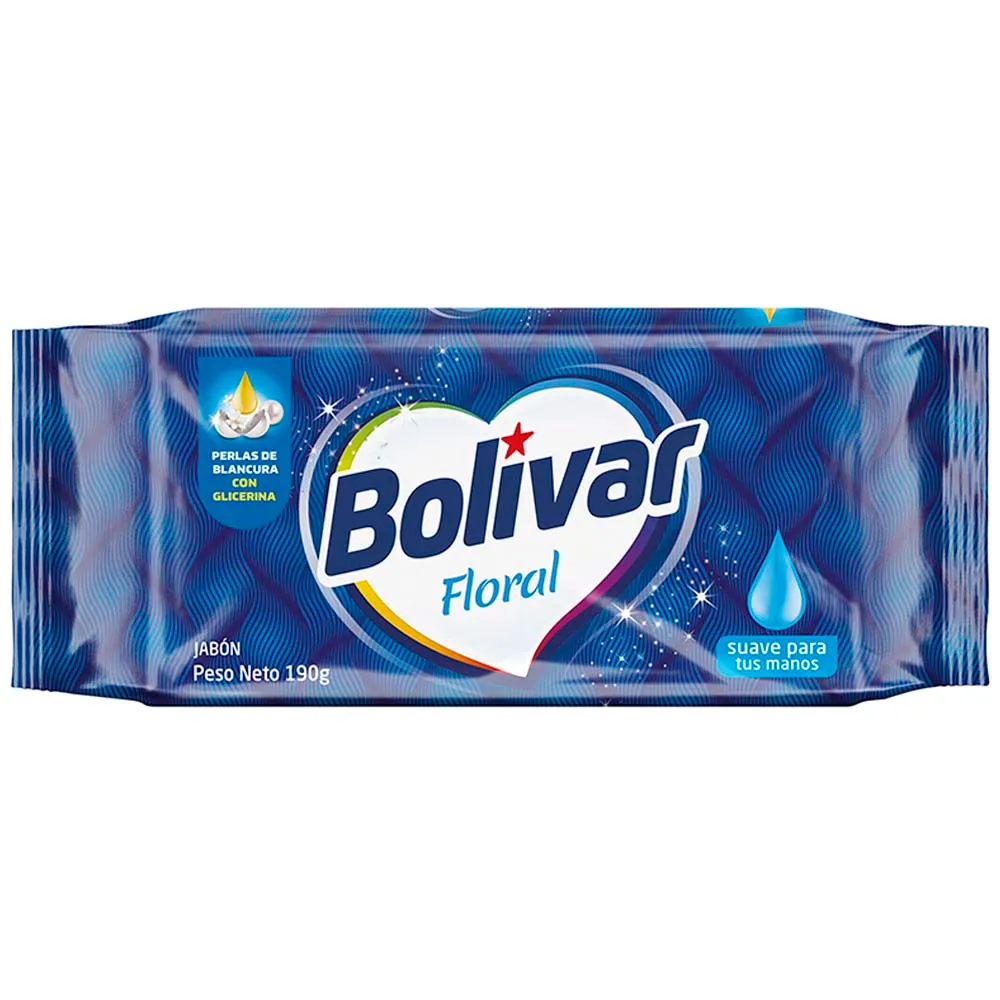 PERLAS DE
BLANCURA
CON
GLICERINA
Bolivar
Floral
JABÓN
Peso Neto 190g
suave para
tus manos